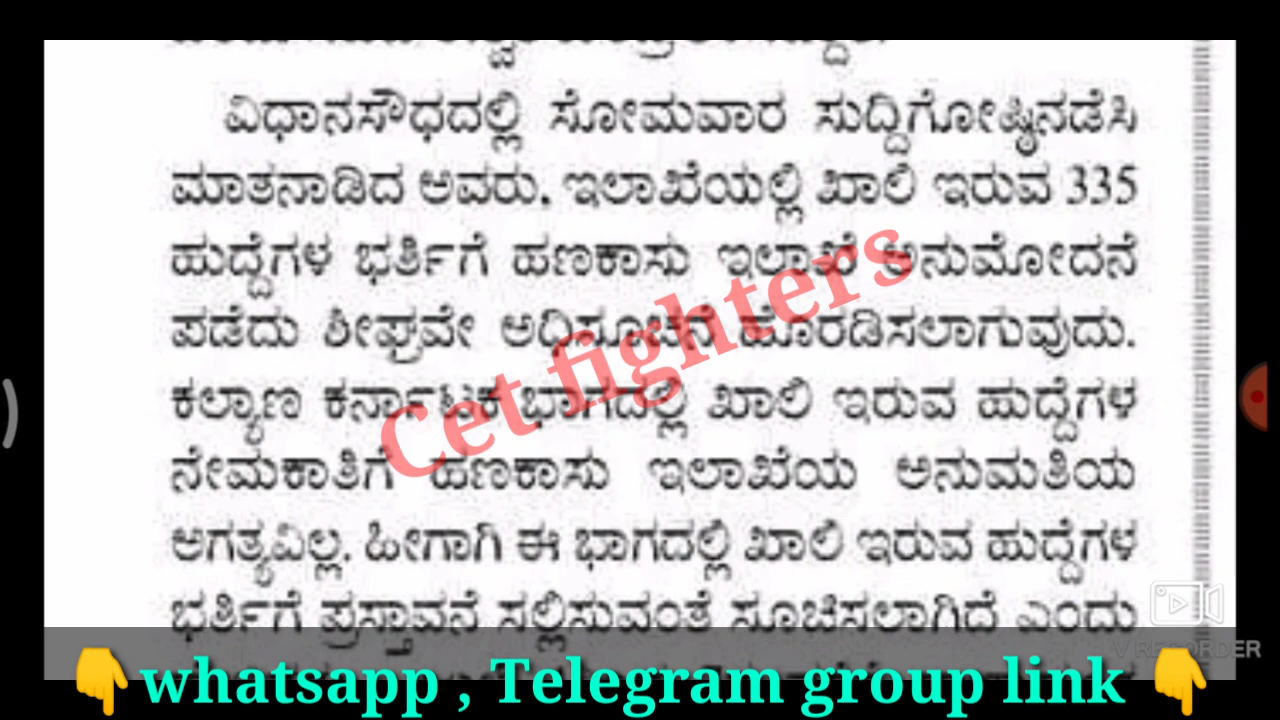 ವಿಧಾನಸೌಧದಲ್ಲಿ ಸೋಮವಾರ ಸುದ್ದಿಗೋಷ್ಠಿನಡೆಸಿ
ಮಾತನಾಡಿದ ಅವರು, ಇಲಾಖೆಯಲ್ಲಿ ಖಾಲಿ ಇರುವ 335
ಹುದ್ದೆಗಳ ಭರ್ತಿಗೆ ಹಣಕಾಸು ಇಲಾಖೆ ಅನುಮೋದನೆ
ಪಡೆದು ಶೀಘ್ರವೇ ಅಧಿಸೂಚನೆ ಹೊರಡಿಸಲಾಗುವುದು.
ಕಲ್ಯಾಣ ಕರ್ನಾಟಕ ಭಾಗದಲ್ಲಿ ಖಾಲಿ ಇರುವ ಹುದ್ದೆಗಳ
ನೇಮಕಾತಿಗೆ ಹಣಕಾಸು ಇಲಾಖೆಯ ಅನುಮತಿಯ
ಅಗತ್ಯವಿಲ್ಲ. ಹೀಗಾಗಿ ಈ ಭಾಗದಲ್ಲಿ ಖಾಲಿ ಇರುವ ಹುದ್ದೆಗಳ
ಭರ್ತಿಗೆ ಪ್ರಸ್ತಾವನೆ ಸಲ್ಲಿಸುವಂತೆ ಸೂಚಿಸಲಾಗಿದೆ ಎಂದು
Cet fighters
V RECORDER
whatsapp , Telegram group link